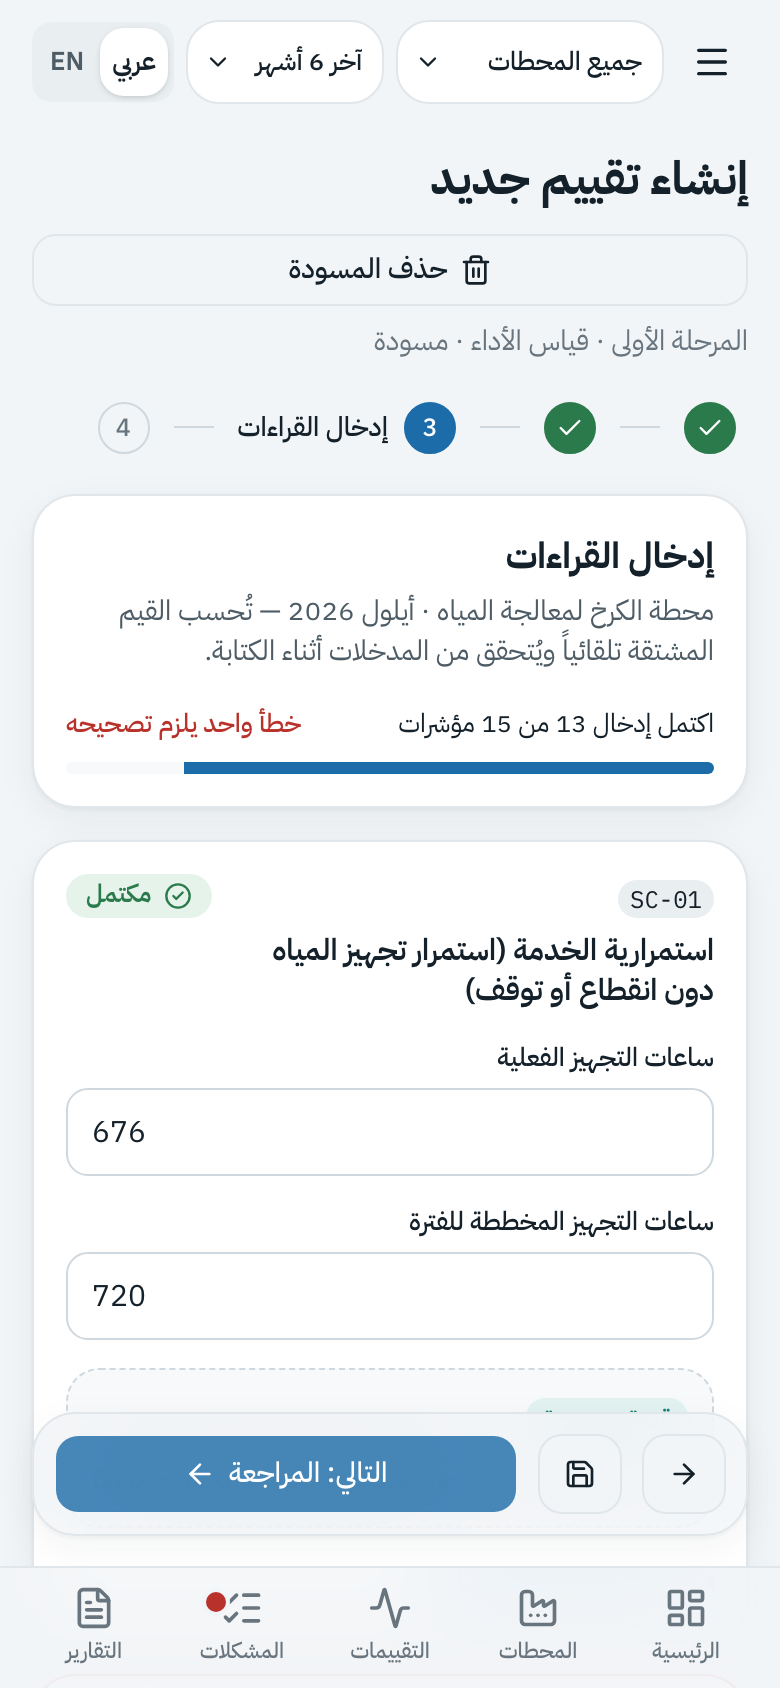 جميع المحطات
آخر 6 أشهر
عربي
EN
إنشاء تقييم جديد
حذف المسودة
المرحلة الأولى · قياس الأداء · مسودة
3
إدخال القراءات
4
إدخال القراءات
محطة الكرخ لمعالجة المياه · أيلول 2026 — تُحسب القيم
المشتقة تلقائياً ويُتحقق من المدخلات أثناء الكتابة.
اكتمل إدخال 13 من 15 مؤشرات
خطأ واحد يلزم تصحيحه
SC-01
مكتمل
استمرارية الخدمة (استمرار تجهيز المياه
دون انقطاع أو توقف)
ساعات التجهيز الفعلية
676
ساعات التجهيز المخططة للفترة
720
التالي: المراجعة
الرئيسية
المحطات
التقييمات
المشكلات
التقارير